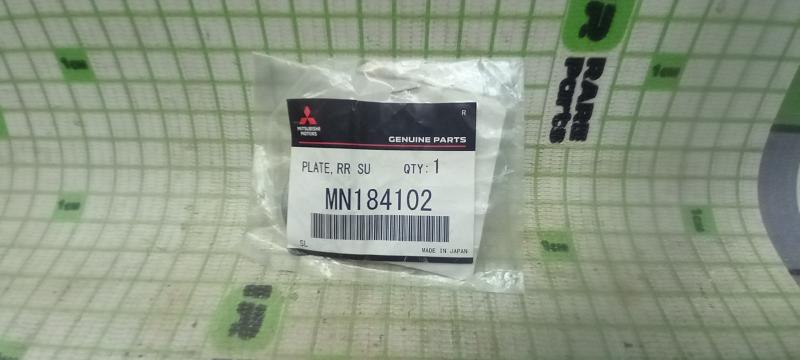 RARE
Parts
1cm
1cm
R
MITSUBISHI
MOTORS
GENUINE PARTS
PLATE, RR SU QTY: 1
MN184102
SL
MADE IN JAPAN
1cm
1cm
1cm